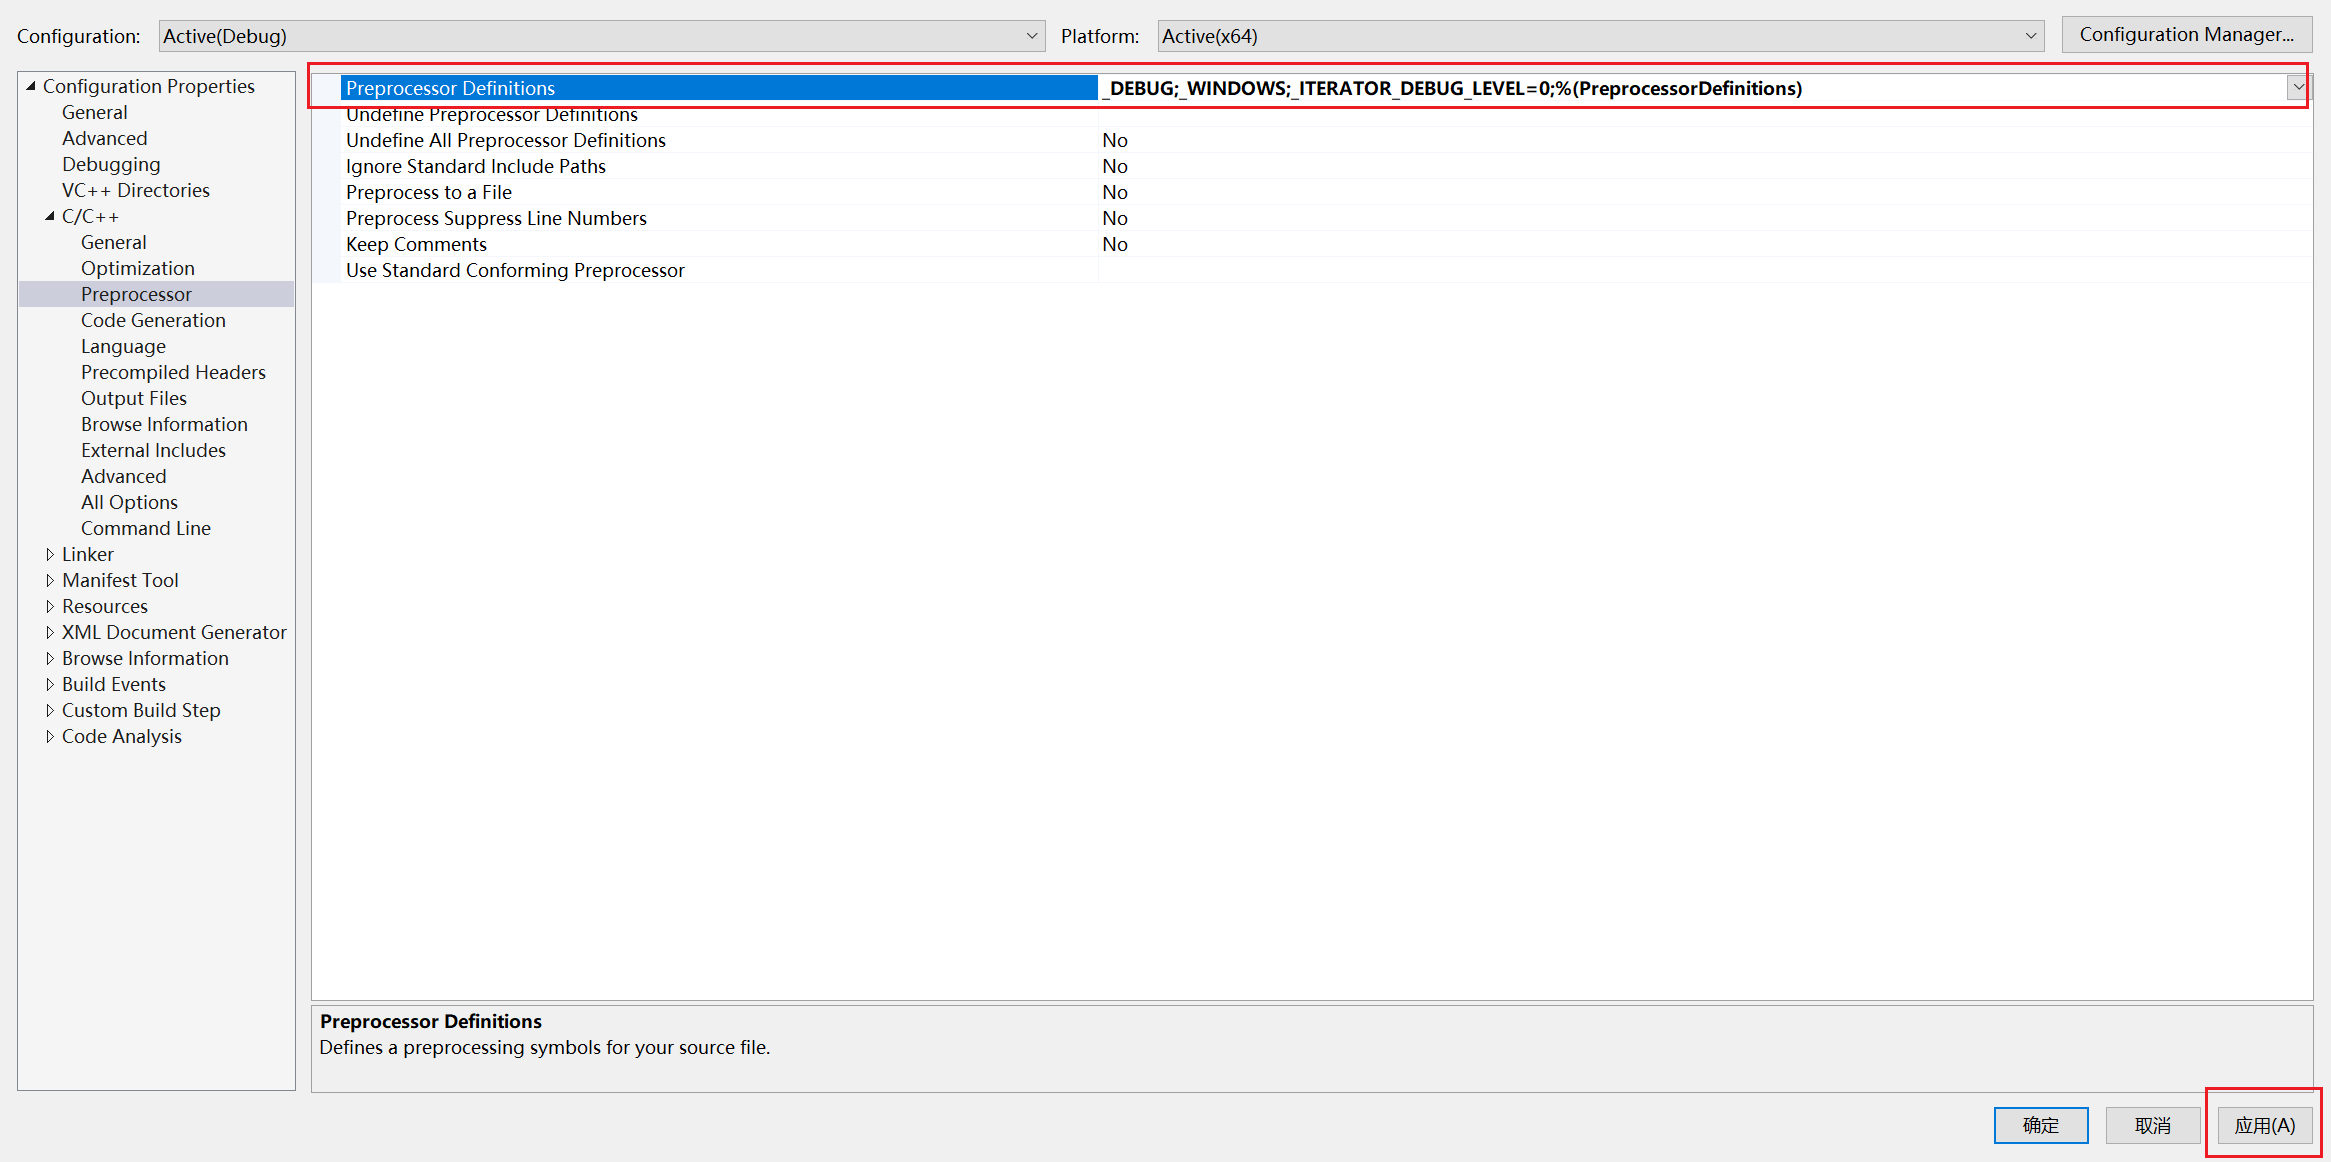 Configuration: Active(Debug) Platform: Active(x64) Configuration Manager...
Configuration Properties
General
Advanced
Debugging
VC++ Directories
C/C++
General
Optimization
Preprocessor
Code Generation
Language
Precompiled Headers
Output Files
Browse Information
External Includes
Advanced
All Options
Command Line
Linker
Manifest Tool
Resources
XML Document Generator
Browse Information
Build Events
Custom Build Step
Code Analysis
Preprocessor Definitions _DEBUG;_WINDOWS;_ITERATOR_DEBUG_LEVEL=0;%(PreprocessorDefinitions)
Undefine Preprocessor Definitions
Undefine All Preprocessor Definitions No
Ignore Standard Include Paths No
Preprocess to a File No
Preprocess Suppress Line Numbers No
Keep Comments No
Use Standard Conforming Preprocessor
Preprocessor Definitions
Defines a preprocessing symbols for your source file.
确定 取消 应用(A)